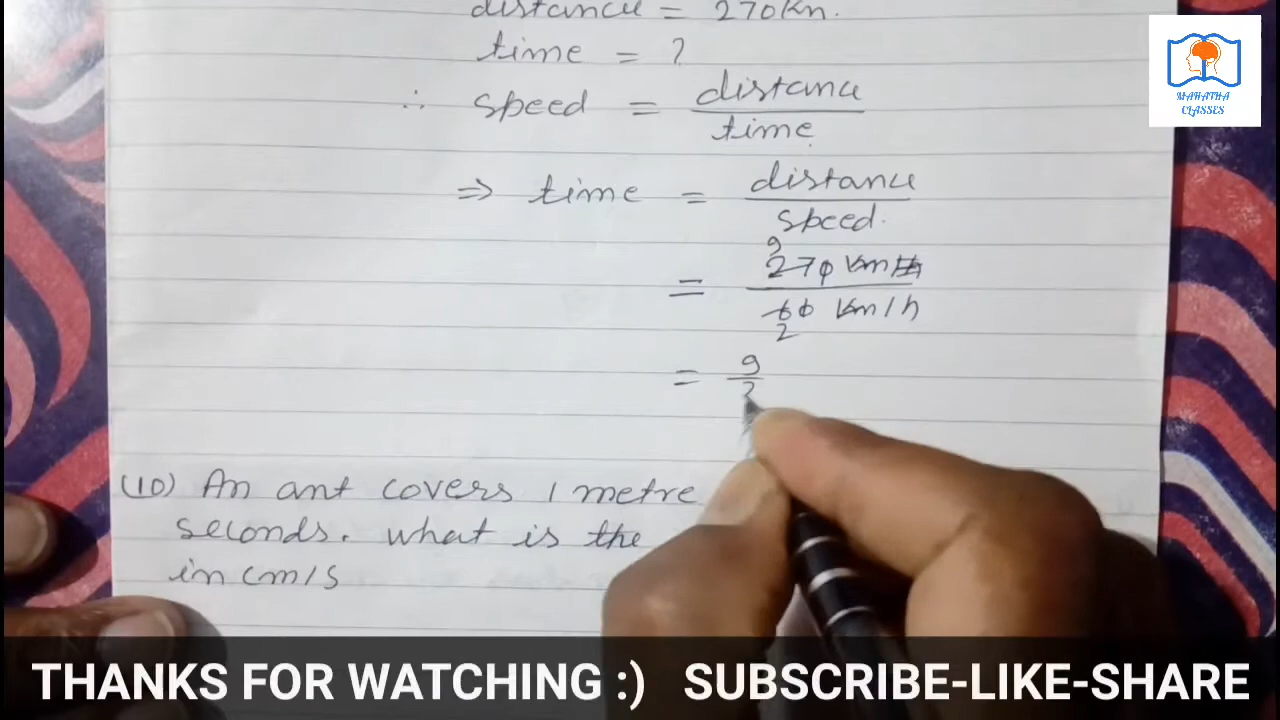 distance = 270km.
time = ?
∴ speed = distance / time
⇒ time = distance / speed.
= 270 km/h / 60 km/h
9
2
= 9/2
(10) An ant covers 1 metre
seconds. What is the
in cm/s
MAHATHA
CLASSES
THANKS FOR WATCHING :) SUBSCRIBE-LIKE-SHARE